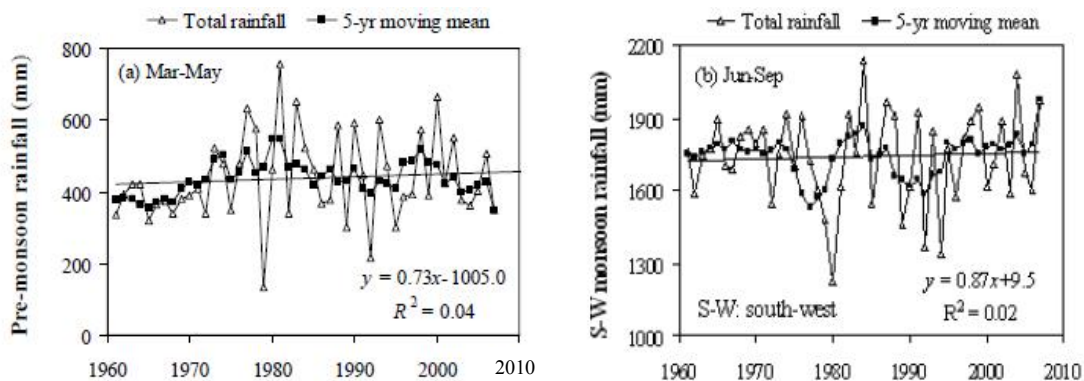 Total rainfall 5-yr moving mean
Pre-monsoon rainfall (mm)
800
600
400
200
0
(a) Mar-May
y = 0.73x- 1005.0
R² = 0.04
1960 1970 1980 1990 2000 2010
Total rainfall 5-yr moving mean
S-W monsoon rainfall (mm)
2200
1900
1600
1300
1000
(b) Jun-Sep
y = 0.87x+9.5
S-W: south-west
R² = 0.02
1960 1970 1980 1990 2000 2010